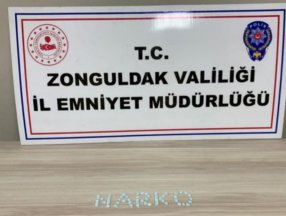 T.C.
ZONGULDAK VALİLİĞİ
İL EMNİYET MÜDÜRLÜĞÜ
NARKO